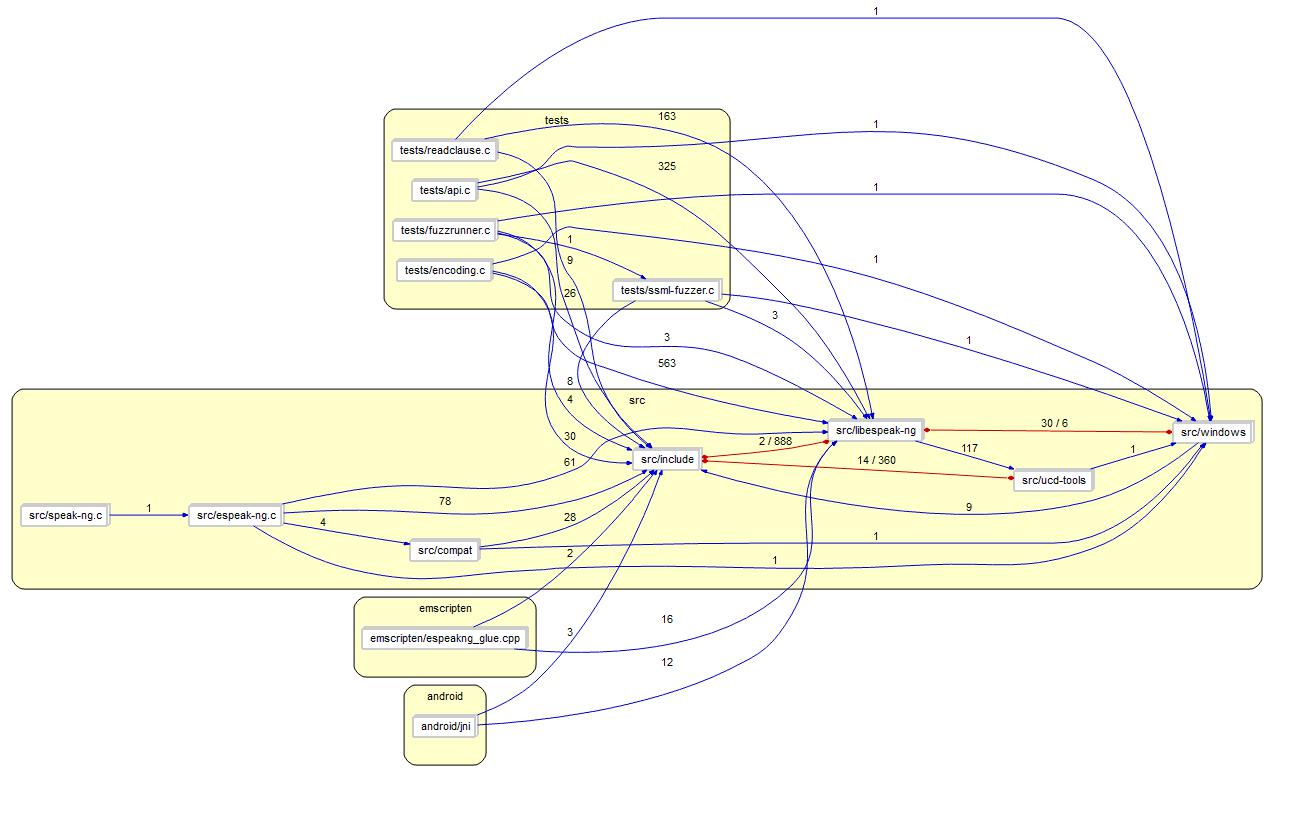 1
163
tests
1
tests/readclause.c
325
tests/api.c
1
tests/fuzzrunner.c
1
9
1
tests/encoding.c
26
tests/ssml-fuzzer.c
3
3
1
563
8
4
src
30
2 / 888
src/libespeak-ng
30 / 6
src/windows
61
src/include
14 / 360
117
1
src/ucd-tools
78
9
src/speak-ng.c
1
src/espeak-ng.c
4
28
src/compat
1
2
1
emscripten
emscripten/espeakng_glue.cpp
16
3
12
android
android/jni